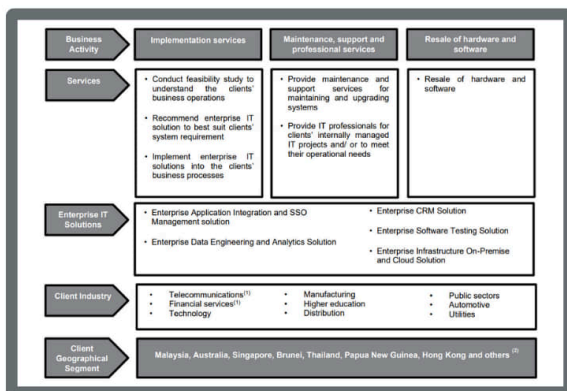 Business
Activity
Implementation services
Maintenance, support and
professional services
Resale of hardware and
software
Services
• Conduct feasibility study to
understand the clients'
business operations
• Recommend enterprise IT
solution to best suit clients'
system requirement
• Implement enterprise IT
solutions into the clients'
business processes
• Provide maintenance and
support services for
maintaining and upgrading
systems
• Provide IT professionals for
clients' internally managed
IT projects and/ or to meet
their operational needs
• Resale of hardware and
software
Enterprise IT
Solutions
• Enterprise Application Integration and SSO
Management solution
• Enterprise Data Engineering and Analytics Solution
• Enterprise CRM Solution
• Enterprise Software Testing Solution
• Enterprise Infrastructure On-Premise
and Cloud Solution
Client Industry
• Telecommunications(1)
• Financial services(1)
• Technology
• Manufacturing
• Higher education
• Distribution
• Public sectors
• Automotive
• Utilities
Client
Geographical
Segment
Malaysia, Australia, Singapore, Brunei, Thailand, Papua New Guinea, Hong Kong and others (2)